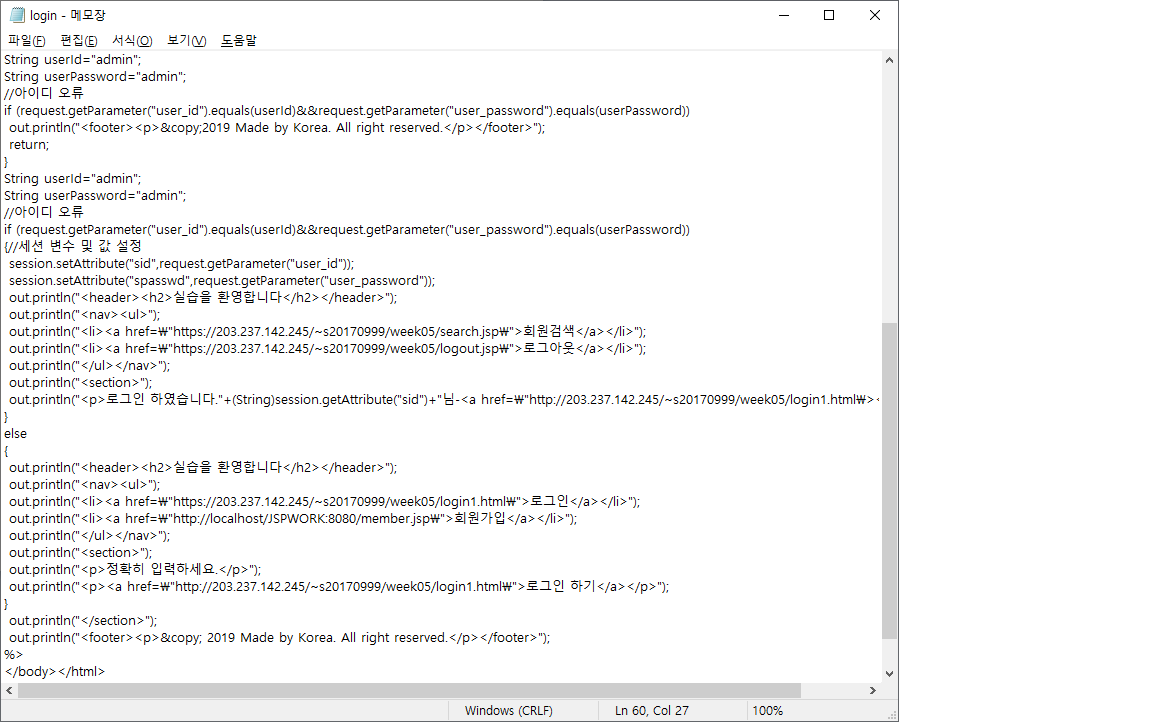 login - 메모장
파일(F) 편집(E) 서식(O) 보기(V) 도움말
String userId="admin";
String userPassword="admin";
//아이디 오류
if (request.getParameter("user_id").equals(userId)&&request.getParameter("user_password").equals(userPassword))
out.println("<footer><p>&copy;2019 Made by Korea. All right reserved.</p></footer>");
return;
}
String userId="admin";
String userPassword="admin";
//아이디 오류
if (request.getParameter("user_id").equals(userId)&&request.getParameter("user_password").equals(userPassword))
{//세션 변수 및 값 설정
session.setAttribute("sid",request.getParameter("user_id"));
session.setAttribute("spasswd",request.getParameter("user_password"));
out.println("<header><h2>실습을 환영합니다</h2></header>");
out.println("<nav><ul>");
out.println("<li><a href=₩"https://203.237.142.245/~s20170999/week05/search.jsp₩">회원검색</a></li>");
out.println("<li><a href=₩"https://203.237.142.245/~s20170999/week05/logout.jsp₩">로그아웃</a></li>");
out.println("</ul></nav>");
out.println("<section>");
out.println("<p>로그인 하였습니다."+(String)session.getAttribute("sid")+"님-<a href=₩"http://203.237.142.245/~s20170999/week05/login1.html₩><
}
else
{
out.println("<header><h2>실습을 환영합니다</h2></header>");
out.println("<nav><ul>");
out.println("<li><a href=₩"https://203.237.142.245/~s20170999/week05/login1.html₩">로그인</a></li>");
out.println("<li><a href=₩"http://localhost/JSPWORK:8080/member.jsp₩">회원가입</a></li>");
out.println("</ul></nav>");
out.println("<section>");
out.println("<p>정확히 입력하세요.</p>");
out.println("<p><a href=₩"http://203.237.142.245/~s20170999/week05/login1.html₩">로그인 하기</a></p>");
}
out.println("</section>");
out.println("<footer><p>&copy; 2019 Made by Korea. All right reserved.</p></footer>");
%>
</body></html>
Windows (CRLF) Ln 60, Col 27 100%